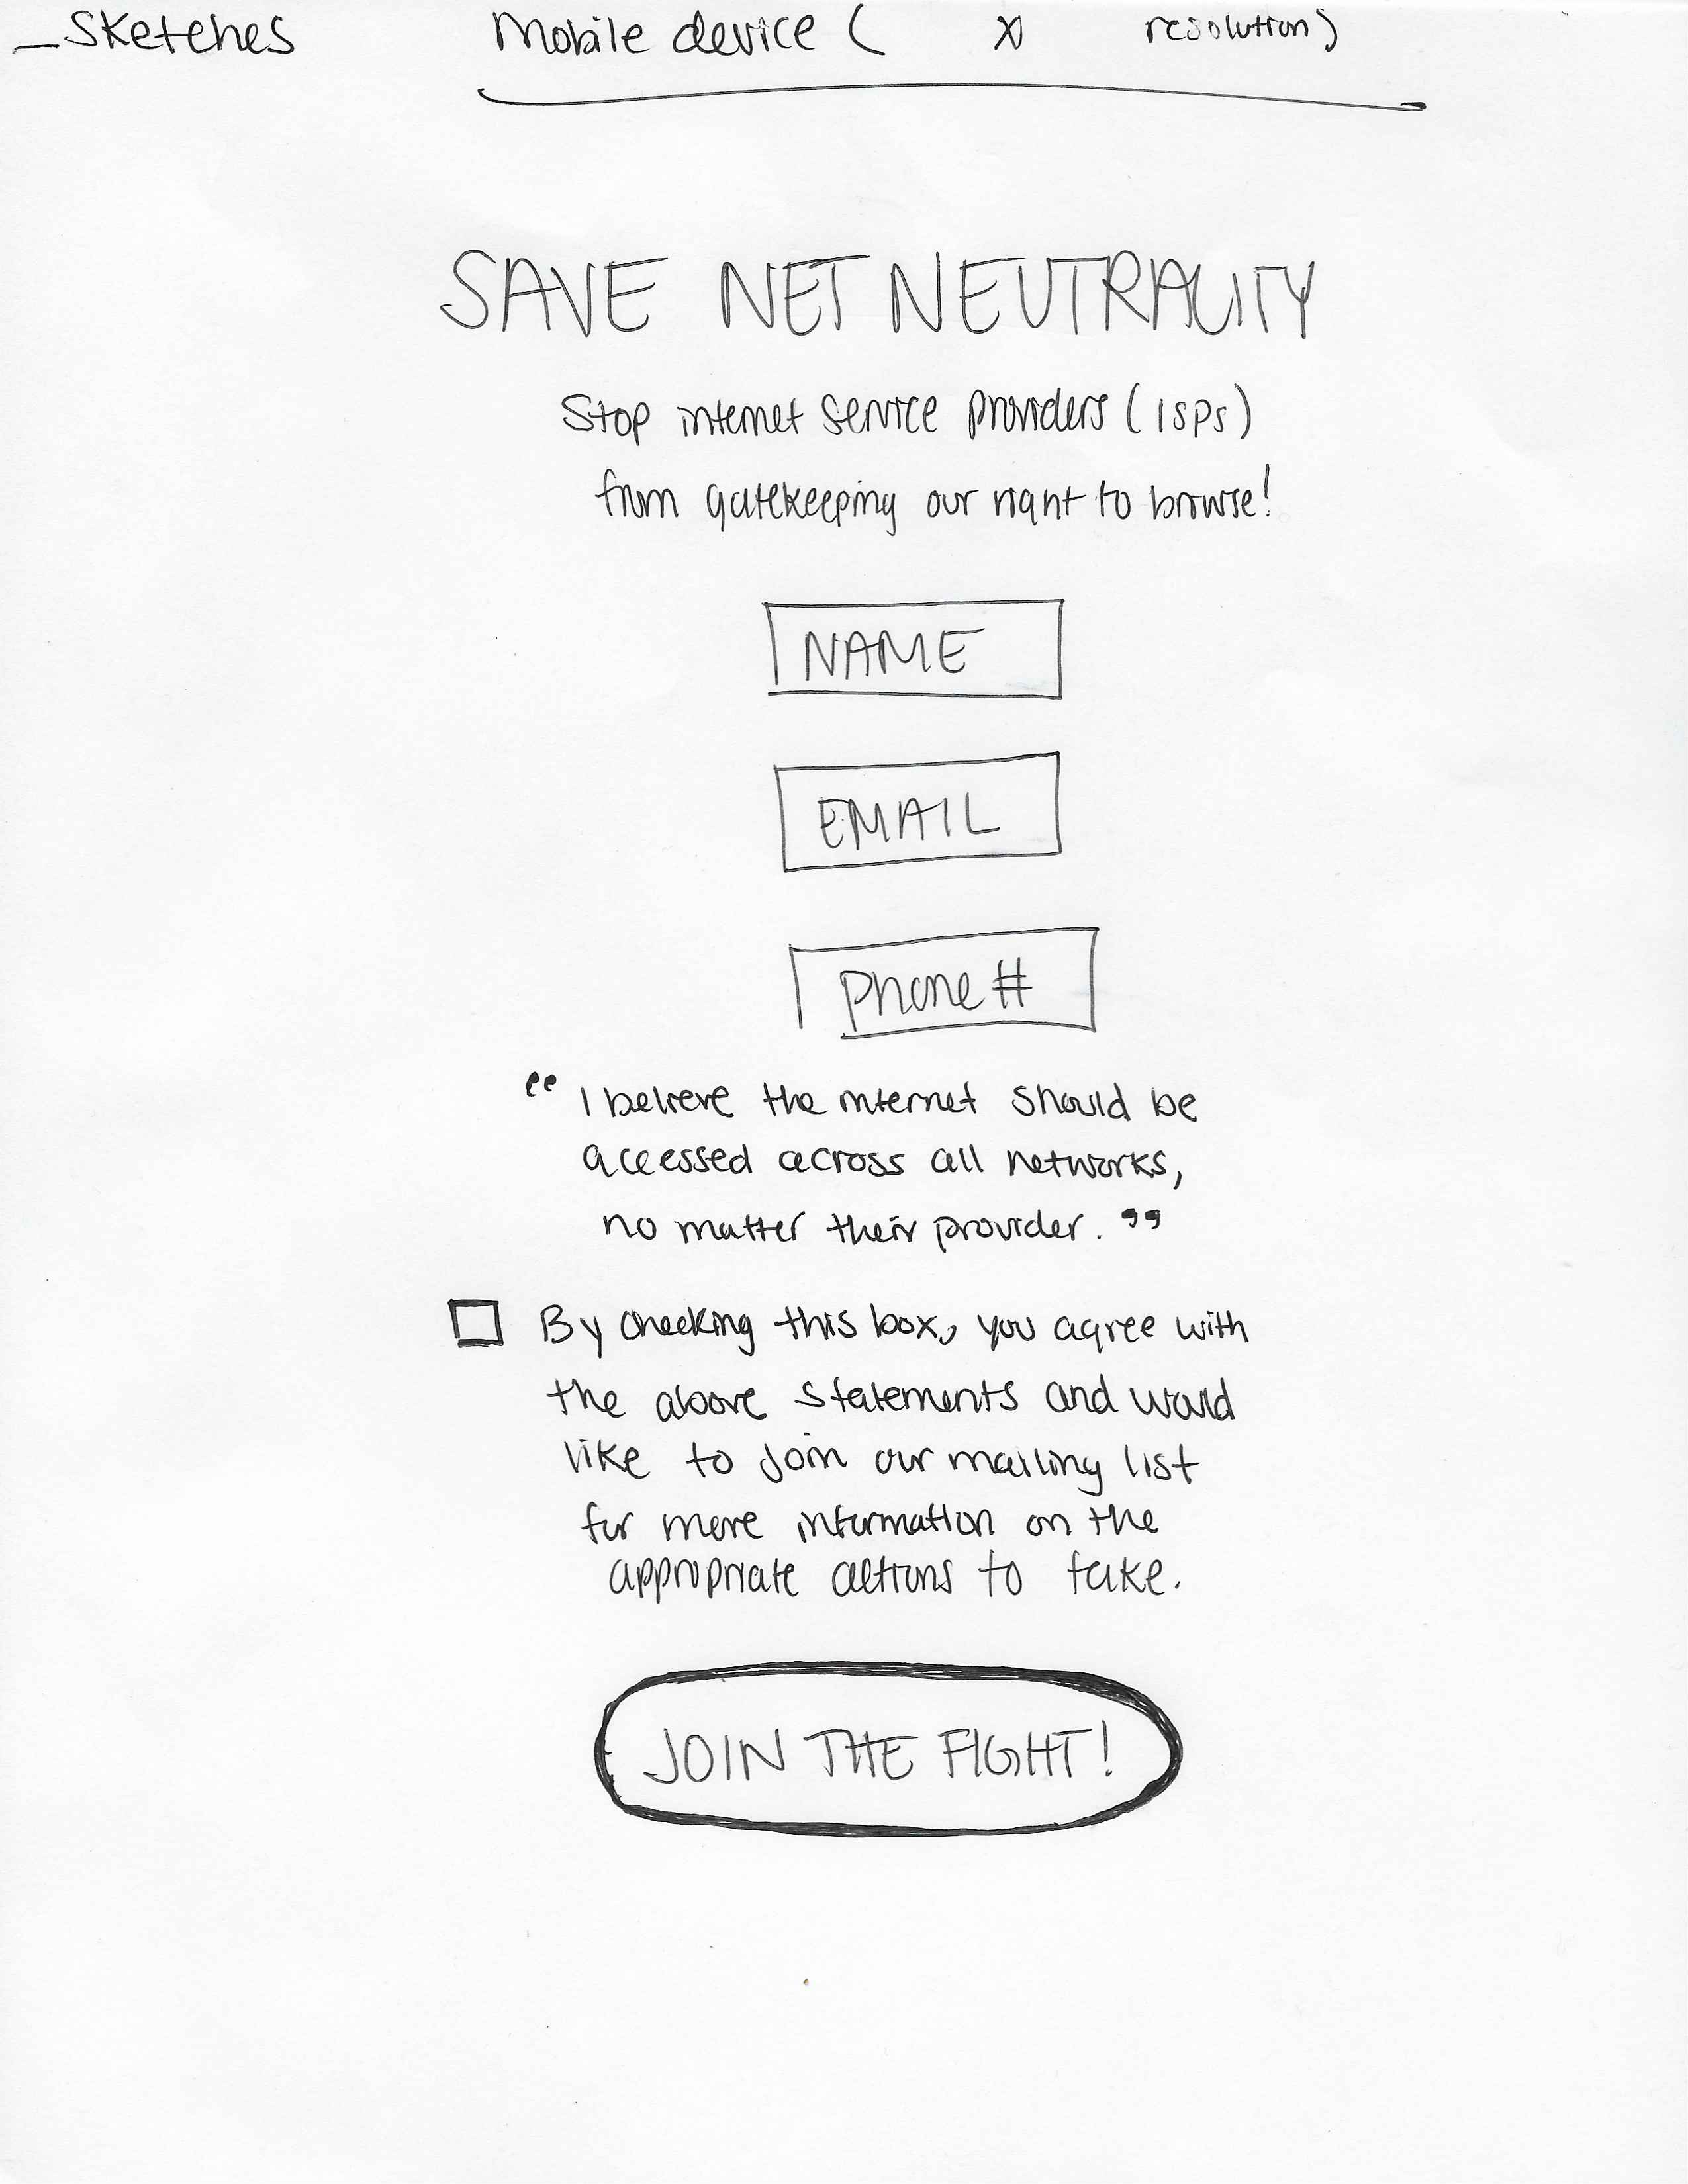 _Sketches Mobile device ( X resolution)
SAVE NET NEUTRALITY
Stop internet service providers (ISPs)
from gatekeeping our right to browse!
NAME
EMAIL
Phone #
“ I believe the internet should be
accessed across all networks,
no matter their provider. ”
By checking this box, you agree with
the above statements and would
like to join our mailing list
for more information on the
appropriate actions to take.
JOIN THE FIGHT!